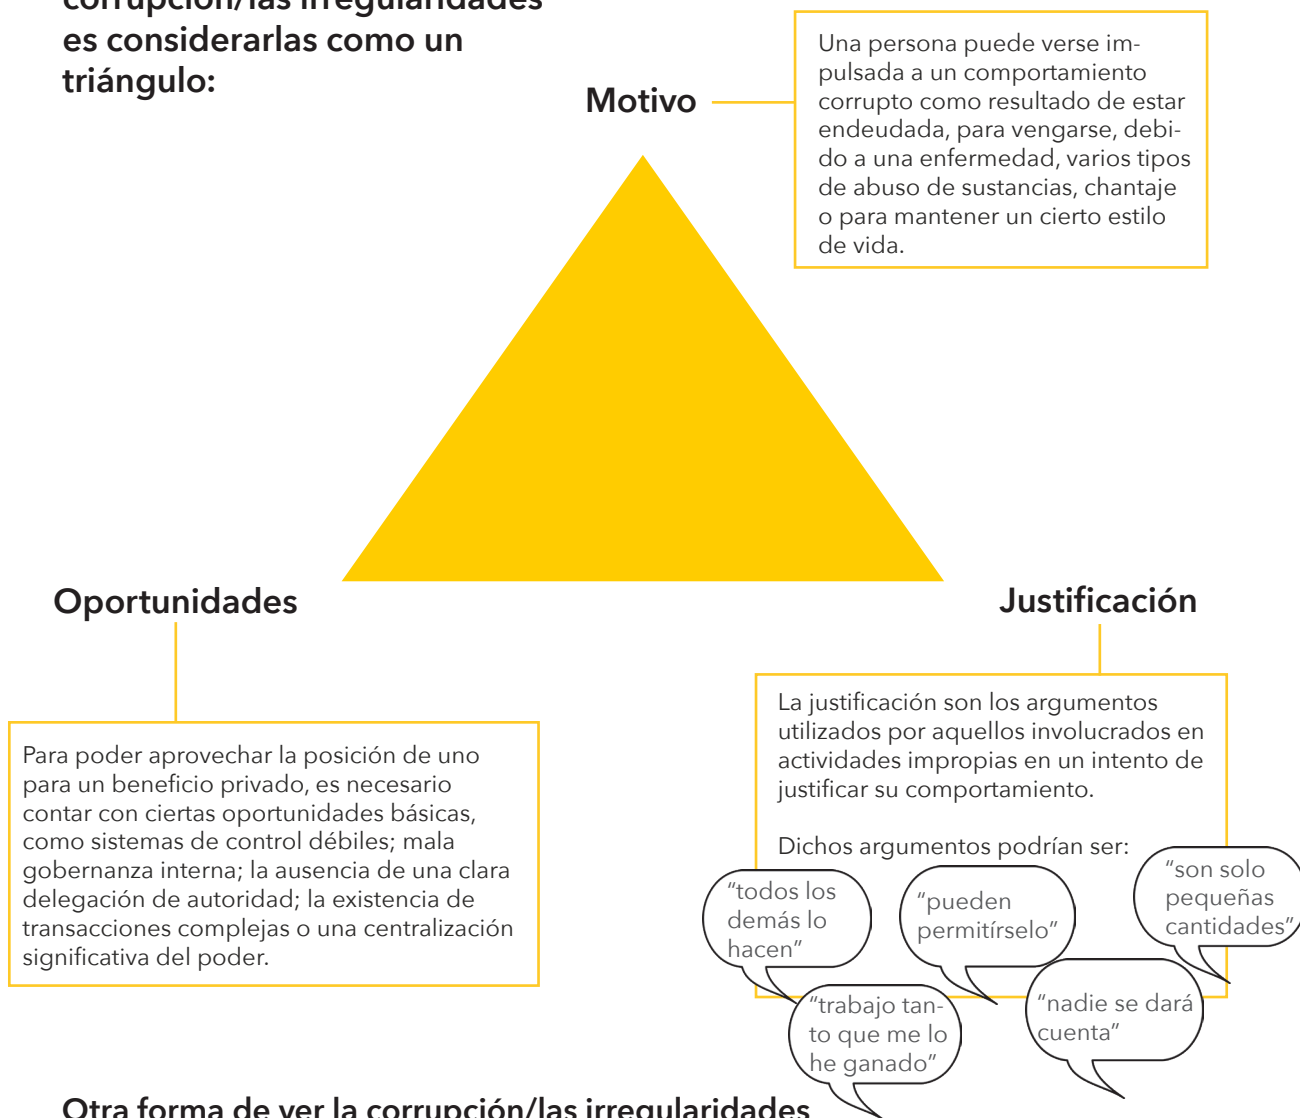 corrupción/las irregularidades
es considerarlas como un
triángulo:
Motivo
Una persona puede verse im-
pulsada a un comportamiento
corrupto como resultado de estar
endeudada, para vengarse, debi-
do a una enfermedad, varios tipos
de abuso de sustancias, chantaje
o para mantener un cierto estilo
de vida.
Oportunidades
Para poder aprovechar la posición de uno
para un beneficio privado, es necesario
contar con ciertas oportunidades básicas,
como sistemas de control débiles; mala
gobernanza interna; la ausencia de una clara
delegación de autoridad; la existencia de
transacciones complejas o una centralización
significativa del poder.
Justificación
La justificación son los argumentos
utilizados por aquellos involucrados en
actividades impropias en un intento de
justificar su comportamiento.
Dichos argumentos podrían ser:
“todos los
demás lo
hacen”
“pueden
permitírselo”
“son solo
pequeñas
cantidades”
“trabajo tan-
to que me lo
he ganado”
“nadie se dará
cuenta”
Otra forma de ver la corrupción/las irregularidades